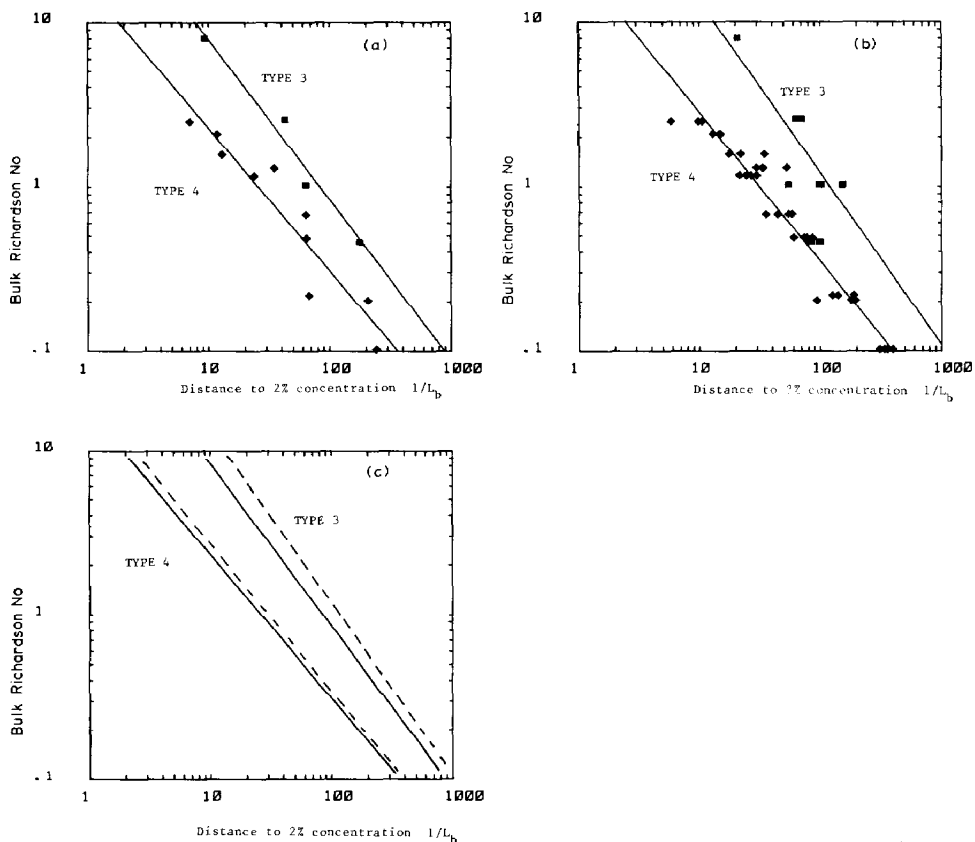 10
(a)
TYPE 3
1
TYPE 4
Bulk Richardson No
.1
1 10 100 1000
Distance to 2% concentration 1/L_b
10
(b)
TYPE 3
1
TYPE 4
Bulk Richardson No
.1
1 10 100 1000
Distance to 2% concentration 1/L_b
10
(c)
TYPE 3
TYPE 4
1
Bulk Richardson No
.1
1 10 100 1000
Distance to 2% concentration 1/L_b